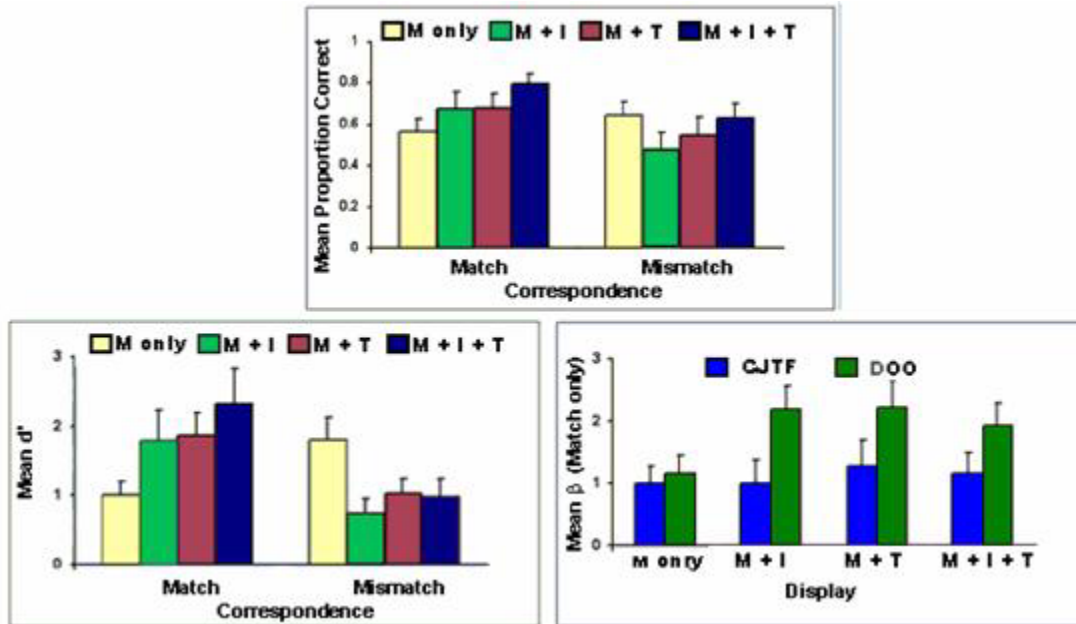 M only M + I M + T M + I + T
Mean Proportion Correct
1
0.8
0.6
0.4
0.2
0
Match Mismatch
Correspondence
M only M + I M + T M + I + T
Mean d'
3
2
1
0
Match Mismatch
Correspondence
CJTF DOO
Mean β (Match only)
3
2
1
0
M only M + I M + T M + I + T
Display